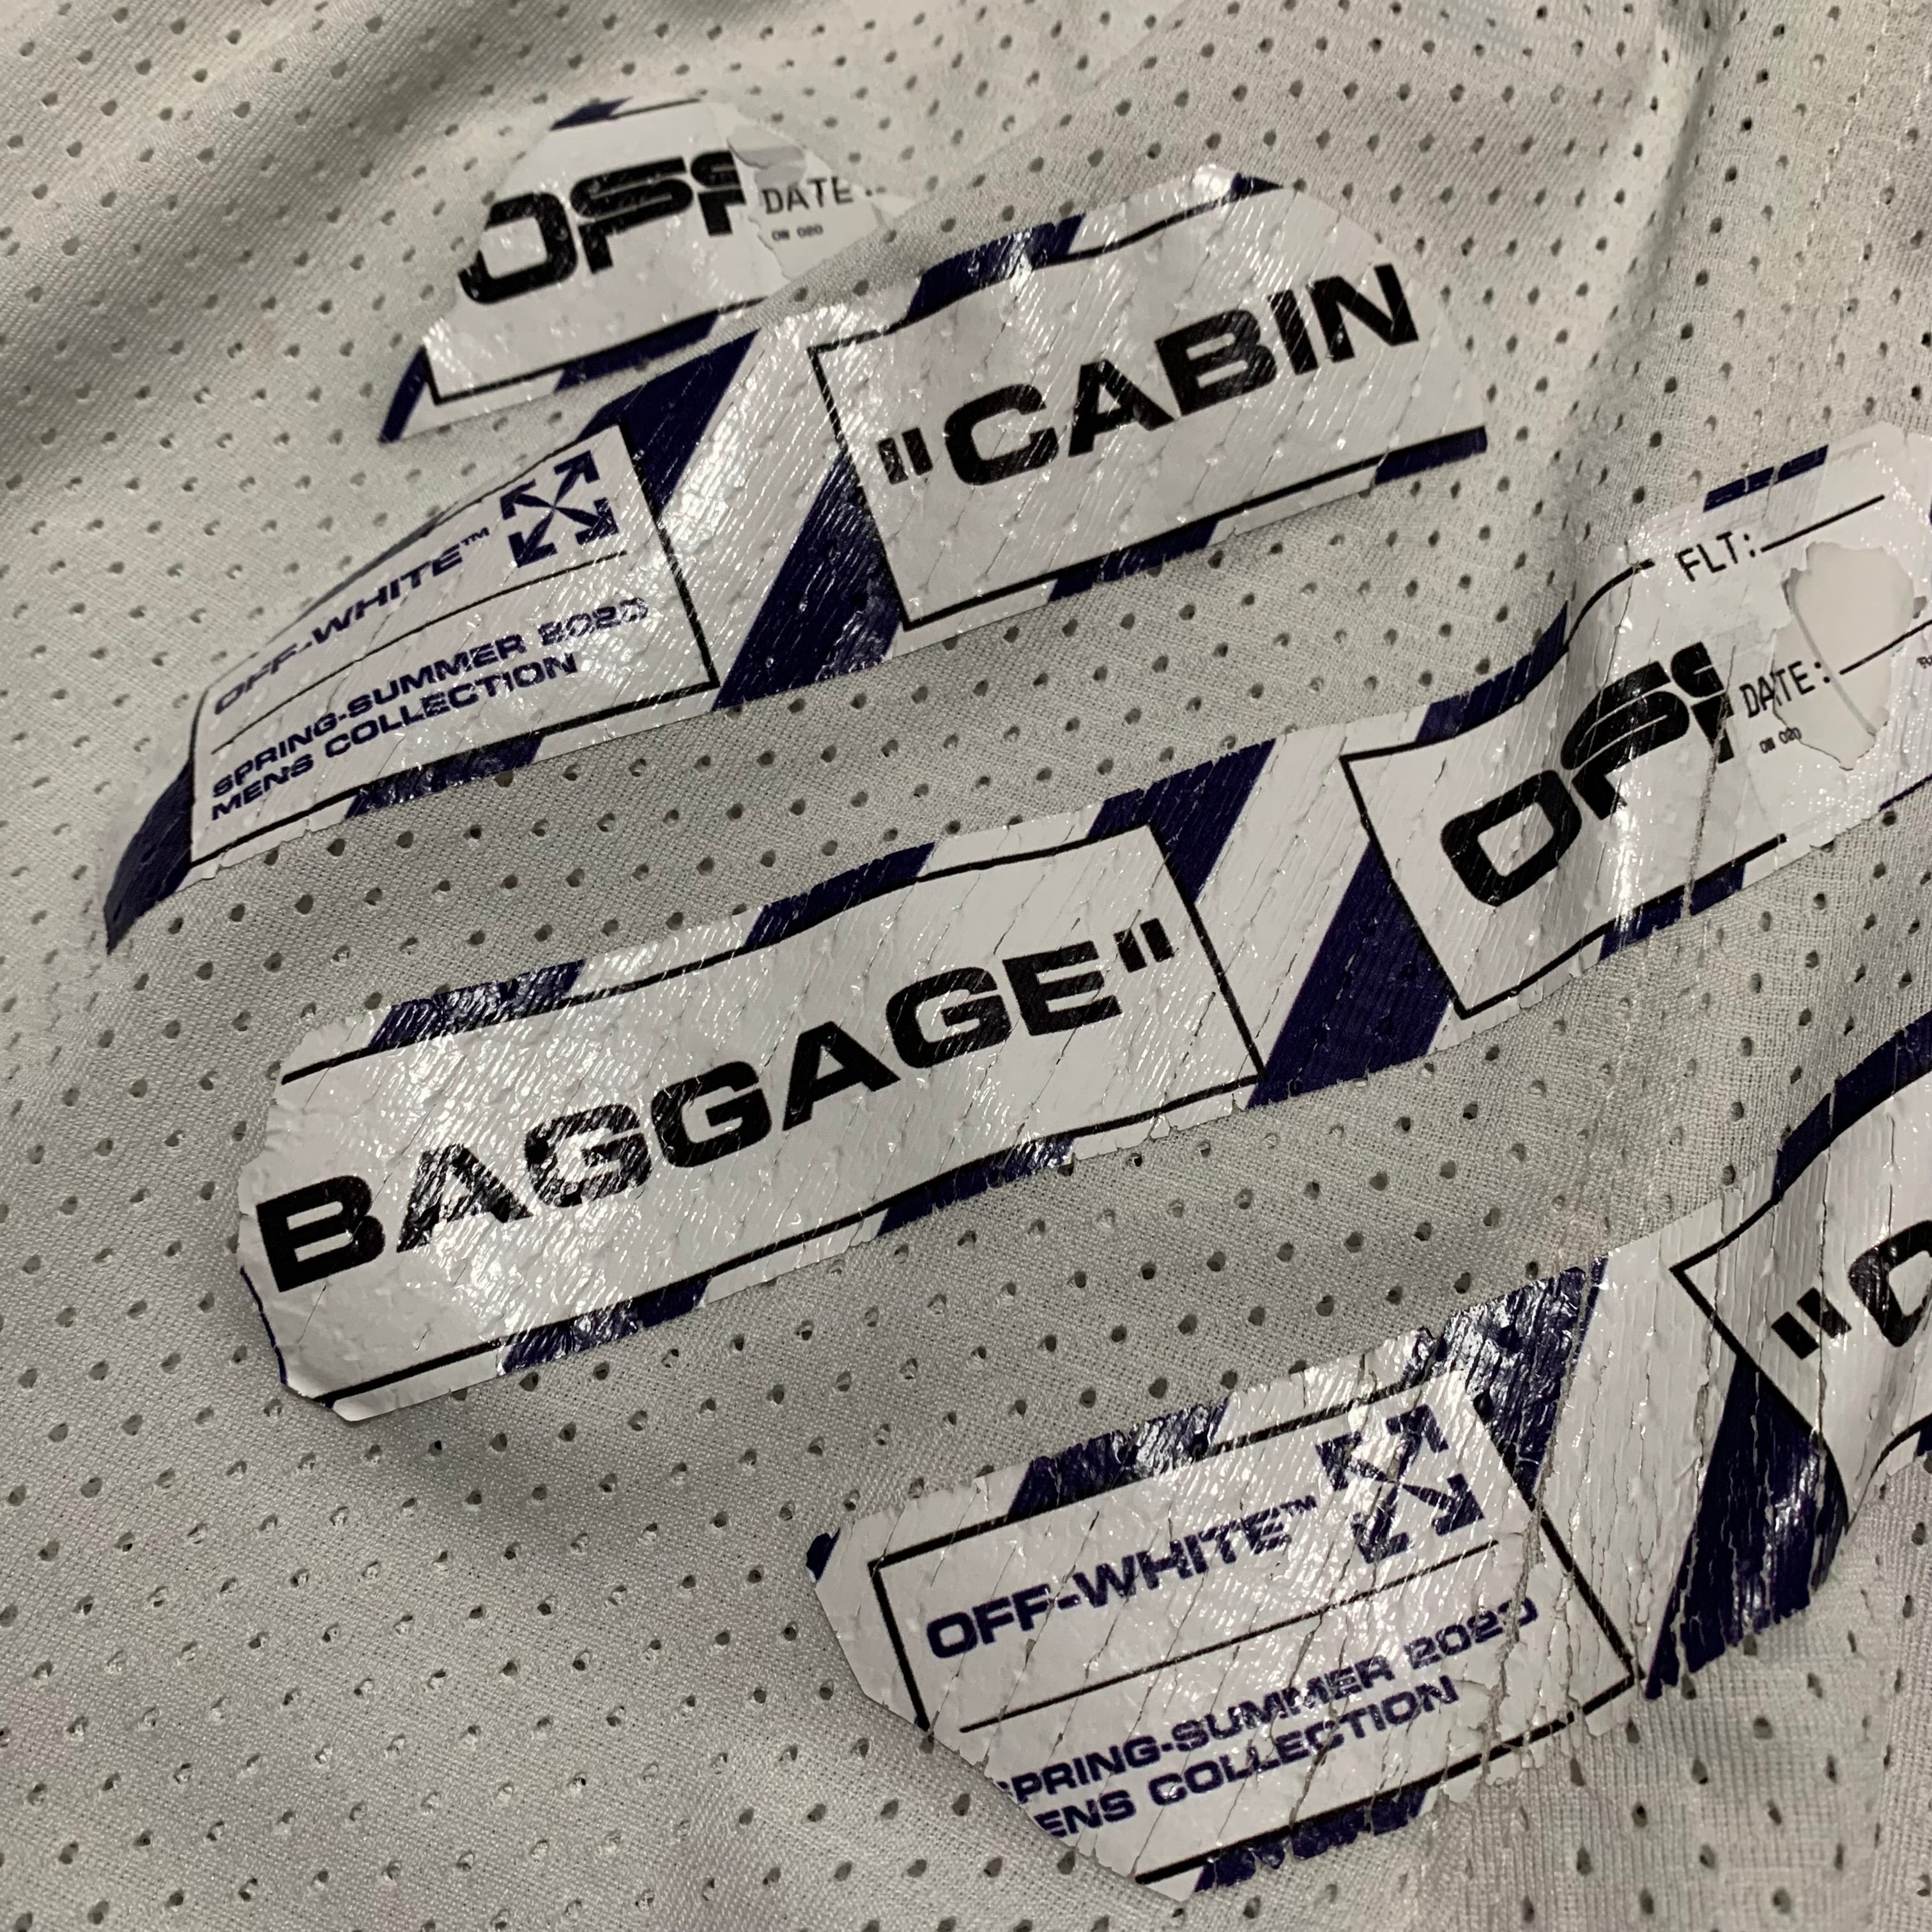 OFF
DATE:
"CABIN
OFF-WHITE™
SPRING-SUMMER 2020
MENS COLLECTION
FLT:
OFF
DATE:
BAGGAGE"
"C
OFF-WHITE™
SPRING-SUMMER 2020
ENS COLLECTION